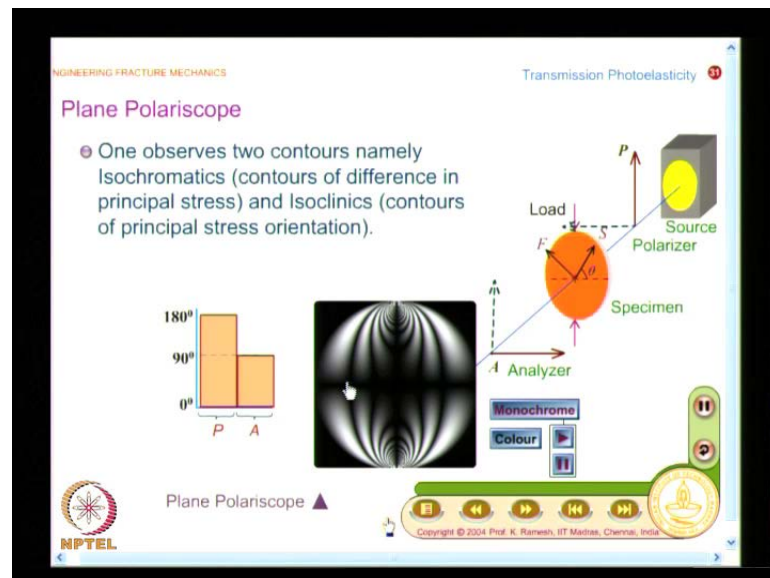 NGINEERING FRACTURE MECHANICS
Transmission Photoelasticity 31
Plane Polariscope
One observes two contours namely
Isochromatics (contours of difference in
principal stress) and Isoclinics (contours
of principal stress orientation).
P
Load
Source
Polarizer
F
S
θ
Specimen
A
Analyzer
180⁰
90⁰
0⁰
P A
Monochrome
Colour
Plane Polariscope
NPTEL
Copyright © 2004 Prof. K. Ramesh, IIT Madras, Chennai, India